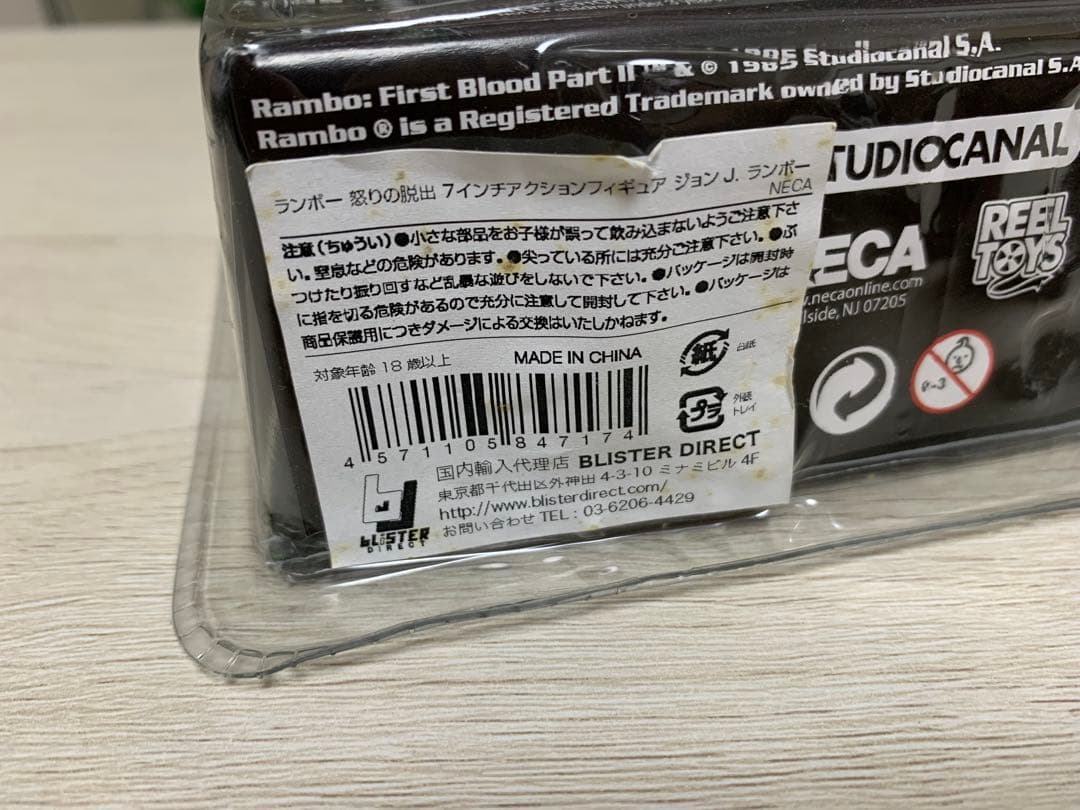 Rambo: First Blood Part II™ & © 1985 Studiocanal S.A.
Rambo ® is a Registered Trademark owned by Studiocanal S.A
TUDIOCANAL
ランボー 怒りの脱出 7インチアクションフィギュア ジョン J. ランボー
NECA
注意(ちゅうい)●小さな部品をお子様が誤って飲み込まないようご注意下さ
い。窒息などの危険があります。●尖っている所には充分ご注意下さい。●ぶ
つけたり振り回すなど乱暴な遊びをしないで下さい。●パッケージは開封時
に指を切る危険があるので充分に注意して開封して下さい。●パッケージは
商品保護用につきダメージによる交換はいたしかねます。
対象年齢 18 歳以上
MADE IN CHINA
紙
台紙
プラ
外装
トレイ
4571105847174
国内輸入代理店 BLISTER DIRECT
東京都千代田区外神田 4-3-10 ミナミビル 4F
http://www.blisterdirect.com/
お問い合わせ TEL : 03-6206-4429
BLISTER
DIRECT
ECA
.necaonline.com
lside, NJ 07205
REEL
TOYS
0-3